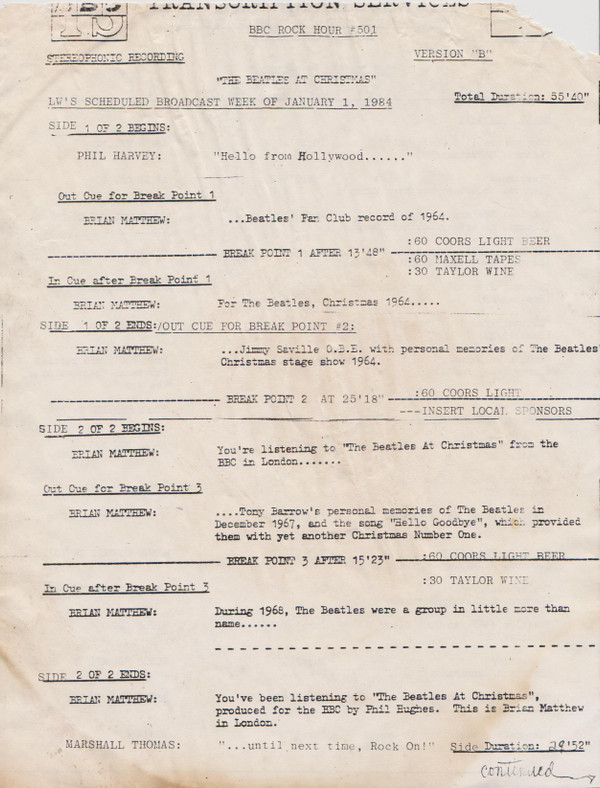 TRANSCRIPTION SERVICES
BBC ROCK HOUR #501
STEREOPHONIC RECORDING
VERSION "B"
"THE BEATLES AT CHRISTMAS"
LW'S SCHEDULED BROADCAST WEEK OF JANUARY 1, 1984
Total Duration: 55'40"
SIDE 1 OF 2 BEGINS:
PHIL HARVEY: "Hello from Hollywood......"
Out Cue for Break Point 1
BRIAN MATTHEW: ...Beatles' Fan Club record of 1964.
:60 COORS LIGHT BEER
BREAK POINT 1 AFTER 13'48"
:60 MAXELL TAPES
:30 TAYLOR WINE
In Cue after Break Point 1
BRIAN MATTHEW: For The Beatles, Christmas 1964.....
SIDE 1 OF 2 ENDS:/OUT CUE FOR BREAK POINT #2:
BRIAN MATTHEW: ...Jimmy Saville O.B.E. with personal memories of The Beatles'
Christmas stage show 1964.
:60 COORS LIGHT
BREAK POINT 2 AT 25'18"
---INSERT LOCAL SPONSORS
SIDE 2 OF 2 BEGINS:
BRIAN MATTHEW: You're listening to "The Beatles At Christmas" from the
BBC in London.......
Out Cue for Break Point 3
BRIAN MATTHEW: ....Tony Barrow's personal memories of The Beatles in
December 1967, and the song "Hello Goodbye", which provided
them with yet another Christmas Number One.
BREAK POINT 3 AFTER 15'23" :60 COORS LIGHT BEER
:30 TAYLOR WINE
In Cue after Break Point 3
BRIAN MATTHEW: During 1968, The Beatles were a group in little more than
name......
SIDE 2 OF 2 ENDS:
BRIAN MATTHEW: You've been listening to "The Beatles At Christmas",
produced for the BBC by Phil Hughes. This is Brian Matthew
in London.
MARSHALL THOMAS: "...until next time, Rock On!" Side Duration: 29'52"
continued